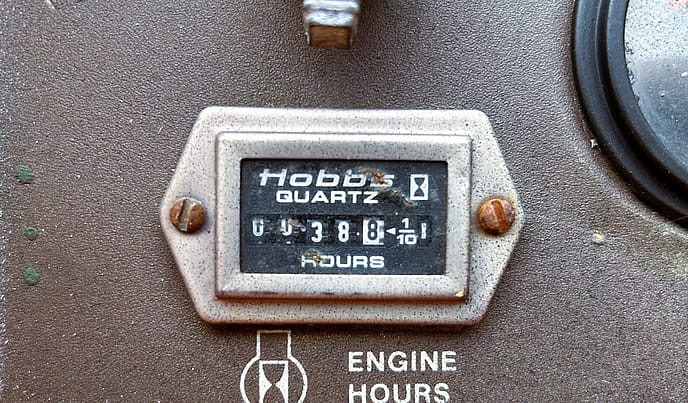 Hobbs
QUARTZ
0 0 3 8 8 ◄ 1/10
HOURS
ENGINE
HOURS